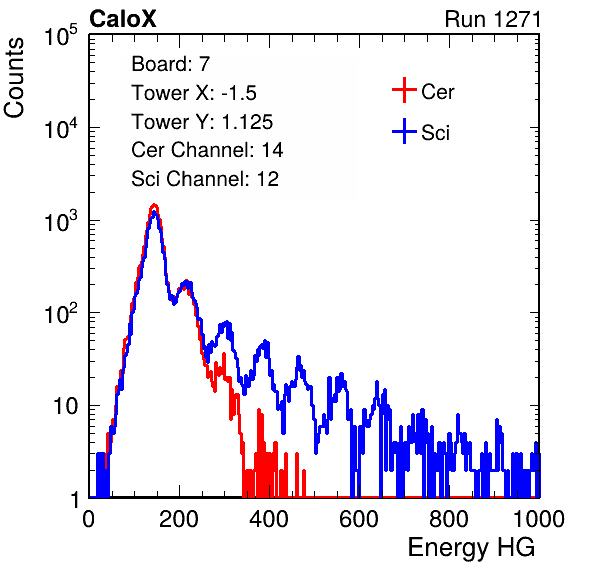 CaloX Run 1271
Counts
10^5
10^4
10^3
10^2
10
1
Board: 7
Tower X: -1.5
Tower Y: 1.125
Cer Channel: 14
Sci Channel: 12
Cer
Sci
0 200 400 600 800 1000
Energy HG